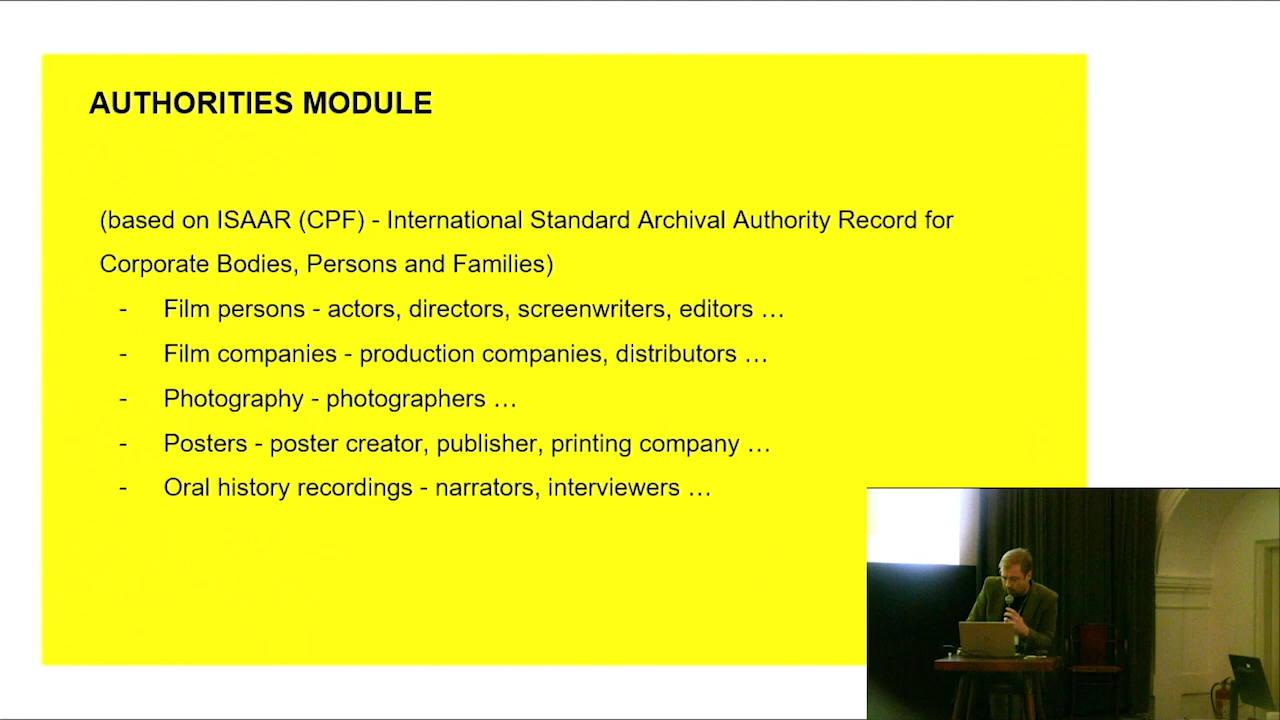 AUTHORITIES MODULE
(based on ISAAR (CPF) - International Standard Archival Authority Record for
Corporate Bodies, Persons and Families)
- Film persons - actors, directors, screenwriters, editors …
- Film companies - production companies, distributors …
- Photography - photographers …
- Posters - poster creator, publisher, printing company …
- Oral history recordings - narrators, interviewers …